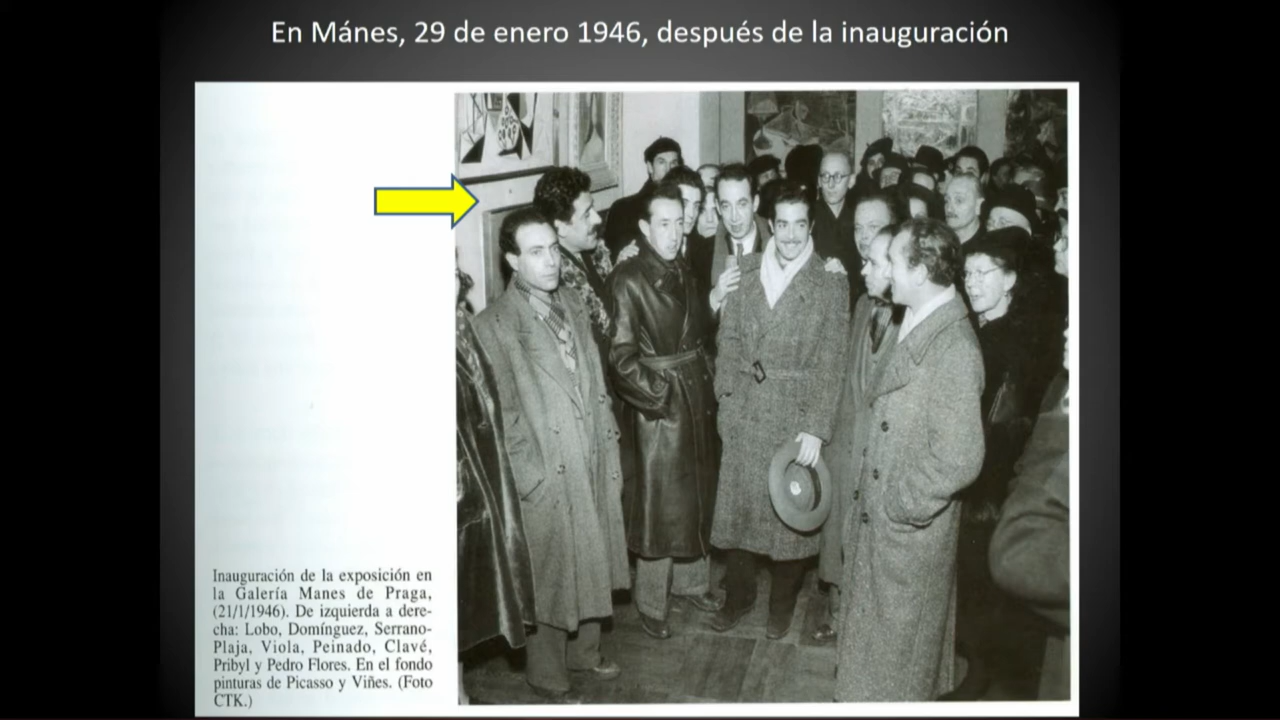 En Mánes, 29 de enero 1946, después de la inauguración
Inauguración de la exposición en
la Galería Manes de Praga,
(21/1/1946). De izquierda a dere-
cha: Lobo, Domínguez, Serrano-
Plaja, Viola, Peinado, Clavé,
Pribyl y Pedro Flores. En el fondo
pinturas de Picasso y Viñes. (Foto
CTK.)